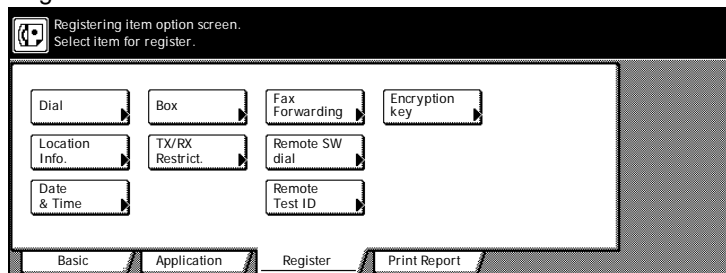 Registering item option screen.
Select item for register.
Dial
Box
Fax
Forwarding
Encryption
key
Location
Info.
TX/RX
Restrict.
Remote SW
dial
Date
& Time
Remote
Test ID
Basic
Application
Register
Print Report